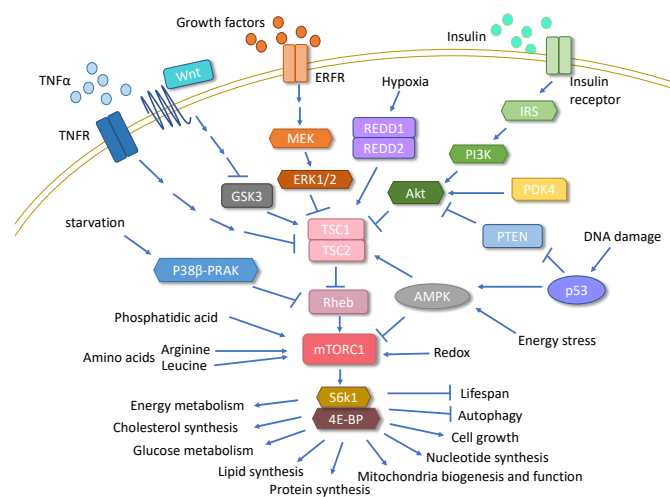 Growth factors
Insulin
TNFα
Wnt
ERFR
Hypoxia
Insulin
receptor
TNFR
IRS
MEK
REDD1
REDD2
PI3K
ERK1/2
GSK3
Akt
PDK4
starvation
TSC1
TSC2
PTEN
DNA damage
P38β-PRAK
Rheb
AMPK
p53
Phosphatidic acid
Energy stress
Amino acids
Arginine
Leucine
mTORC1
Redox
S6k1
4E-BP
Lifespan
Energy metabolism
Autophagy
Cholesterol synthesis
Cell growth
Glucose metabolism
Nucleotide synthesis
Lipid synthesis
Mitochondria biogenesis and function
Protein synthesis